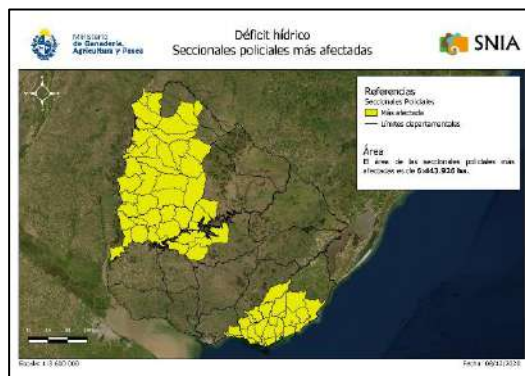 Ministerio
de Ganadería,
Agricultura y Pesca
Déficit hídrico
Seccionales policiales más afectadas
SNIA
Referencias
Seccionales Policiales
Más afectada
Límites departamentales
Área
El área de las seccionales policiales más
afectadas es de